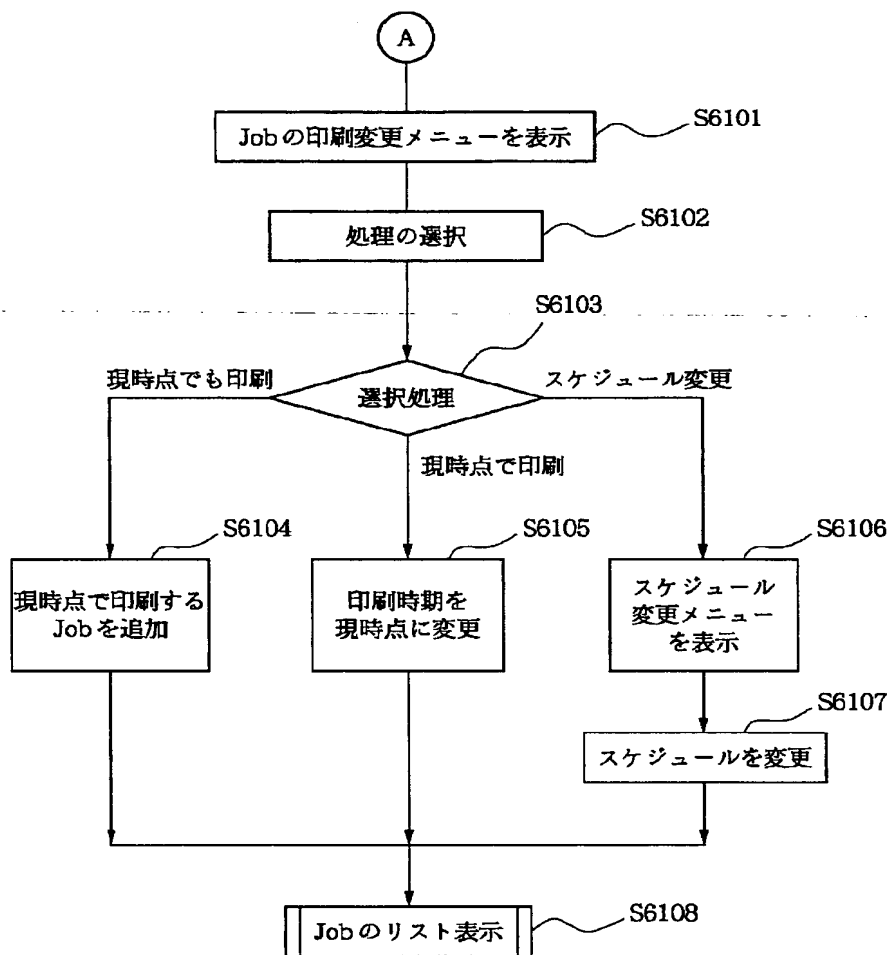 A
Jobの印刷変更メニューを表示
S6101
処理の選択
S6102
S6103
現時点でも印刷
選択処理
スケジュール変更
現時点で印刷
S6104
S6105
S6106
現時点で印刷する
Jobを追加
印刷時期を
現時点に変更
スケジュール
変更メニュー
を表示
S6107
スケジュールを変更
Jobのリスト表示
S6108